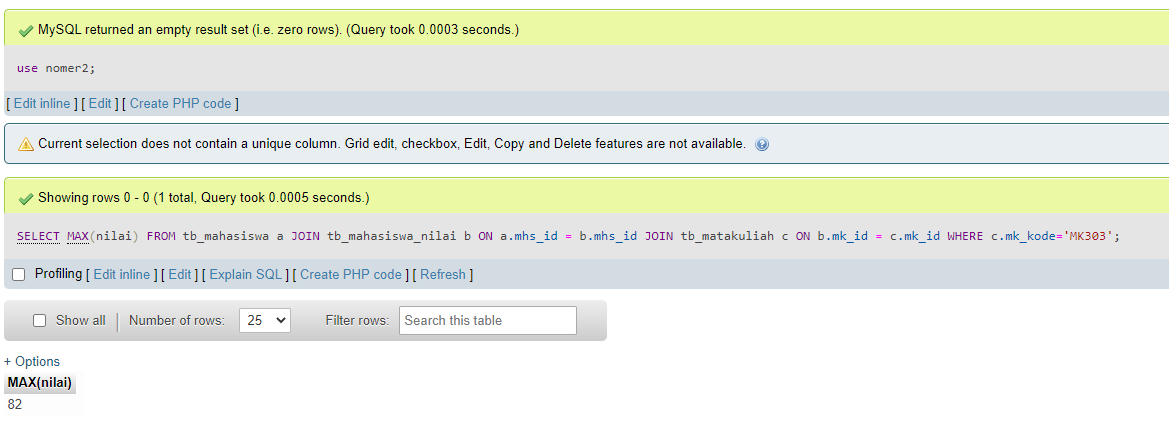 MySQL returned an empty result set (i.e. zero rows). (Query took 0.0003 seconds.)
use nomer2;
[ Edit inline ] [ Edit ] [ Create PHP code ]
Current selection does not contain a unique column. Grid edit, checkbox, Edit, Copy and Delete features are not available.
Showing rows 0 - 0 (1 total, Query took 0.0005 seconds.)
SELECT MAX(nilai) FROM tb_mahasiswa a JOIN tb_mahasiswa_nilai b ON a.mhs_id = b.mhs_id JOIN tb_matakuliah c ON b.mk_id = c.mk_id WHERE c.mk_kode='MK303';
Profiling [ Edit inline ] [ Edit ] [ Explain SQL ] [ Create PHP code ] [ Refresh ]
Show all | Number of rows: 25 Filter rows: Search this table
+ Options
MAX(nilai)
82